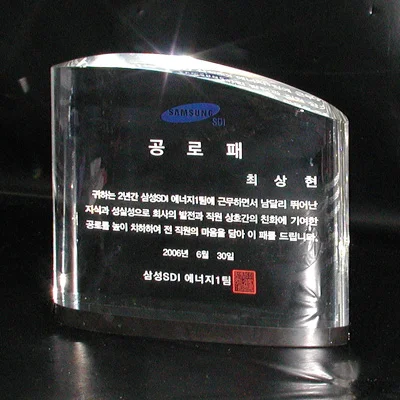 SAMSUNG
SDI
공로패
최상현
귀하는 2년간 삼성SDI 에너지1팀에 근무하면서 남달리 뛰어난
지식과 성실성으로 회사의 발전과 직원 상호간의 친화에 기여한
공로를 높이 치하하여 전 직원의 마음을 담아 이 패를 드립니다.
2006년 6월 30일
삼성SDI 에너지1팀